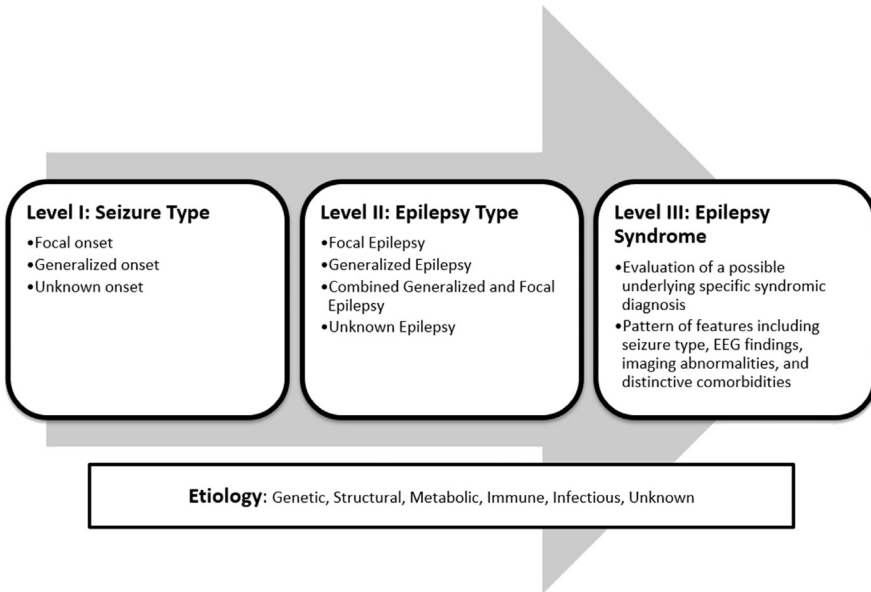 Level I: Seizure Type
•Focal onset
•Generalized onset
•Unknown onset
Level II: Epilepsy Type
•Focal Epilepsy
•Generalized Epilepsy
•Combined Generalized and Focal
Epilepsy
•Unknown Epilepsy
Level III: Epilepsy
Syndrome
•Evaluation of a possible
underlying specific syndromic
diagnosis
•Pattern of features including
seizure type, EEG findings,
imaging abnormalities, and
distinctive comorbidities
Etiology: Genetic, Structural, Metabolic, Immune, Infectious, Unknown